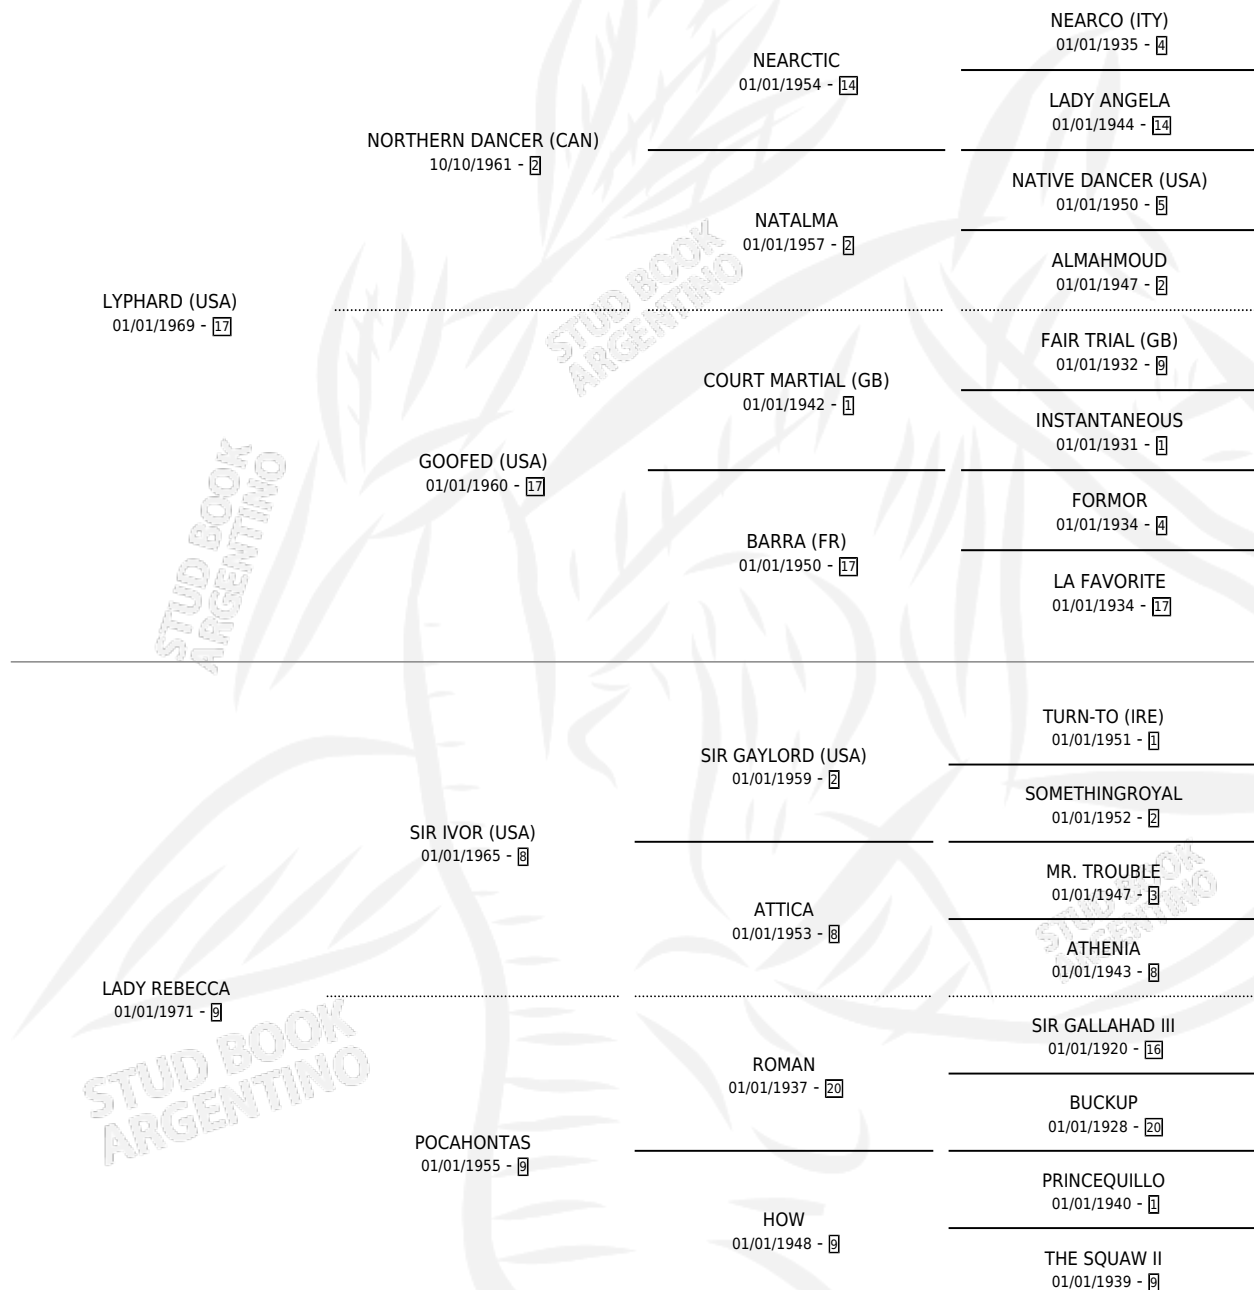 NEARCO (ITY)
01/01/1935 - 4
NEARCTIC
01/01/1954 - 14
LADY ANGELA
01/01/1944 - 14
NORTHERN DANCER (CAN)
10/10/1961 - 2
NATIVE DANCER (USA)
01/01/1950 - 5
NATALMA
01/01/1957 - 2
ALMAHMOUD
01/01/1947 - 2
LYPHARD (USA)
01/01/1969 - 17
STUD BOOK
ARGENTINO
FAIR TRIAL (GB)
01/01/1932 - 9
COURT MARTIAL (GB)
01/01/1942 - 1
INSTANTANEOUS
01/01/1931 - 1
GOOFED (USA)
01/01/1960 - 17
FORMOR
01/01/1934 - 4
BARRA (FR)
01/01/1950 - 17
LA FAVORITE
01/01/1934 - 17
STUD BOOK
ARGENTINO
TURN-TO (IRE)
01/01/1951 - 1
SIR GAYLORD (USA)
01/01/1959 - 2
SOMETHINGROYAL
01/01/1952 - 2
SIR IVOR (USA)
01/01/1965 - 8
MR. TROUBLE
01/01/1947 - 3
ATTICA
01/01/1953 - 8
STUD BOOK
ARGENTINO
ATHENIA
01/01/1943 - 8
LADY REBECCA
01/01/1971 - 9
SIR GALLAHAD III
01/01/1920 - 16
ROMAN
01/01/1937 - 20
STUD BOOK
ARGENTINO
BUCKUP
01/01/1928 - 20
POCAHONTAS
01/01/1955 - 9
PRINCEQUILLO
01/01/1940 - 1
HOW
01/01/1948 - 9
THE SQUAW II
01/01/1939 - 9